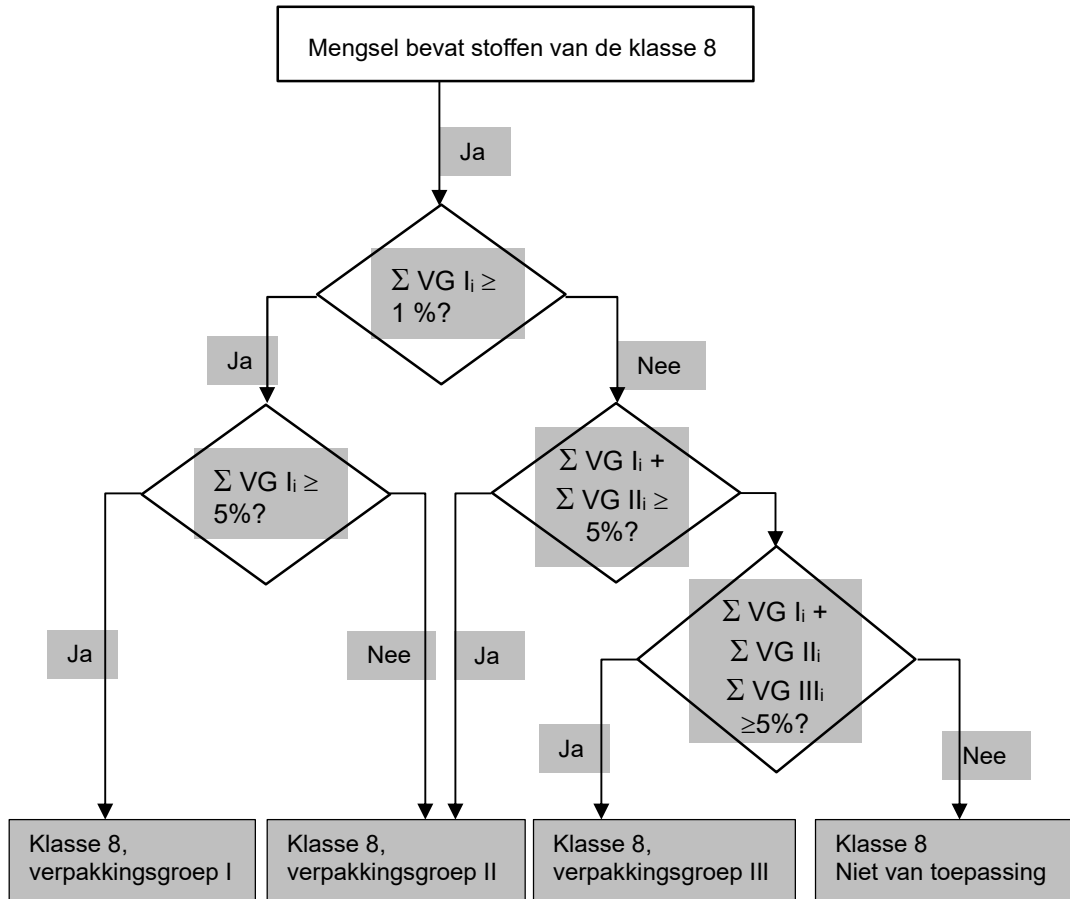 Mengsel bevat stoffen van de klasse 8
Ja
Σ VG Iᵢ ≥
1 %?
Ja
Nee
Σ VG Iᵢ ≥
5%?
Σ VG Iᵢ +
Σ VG IIᵢ ≥
5%?
Σ VG Iᵢ +
Σ VG IIᵢ
Σ VG IIIᵢ
≥5%?
Ja
Nee
Ja
Ja
Nee
Klasse 8,
verpakkingsgroep I
Klasse 8,
verpakkingsgroep II
Klasse 8,
verpakkingsgroep III
Klasse 8
Niet van toepassing